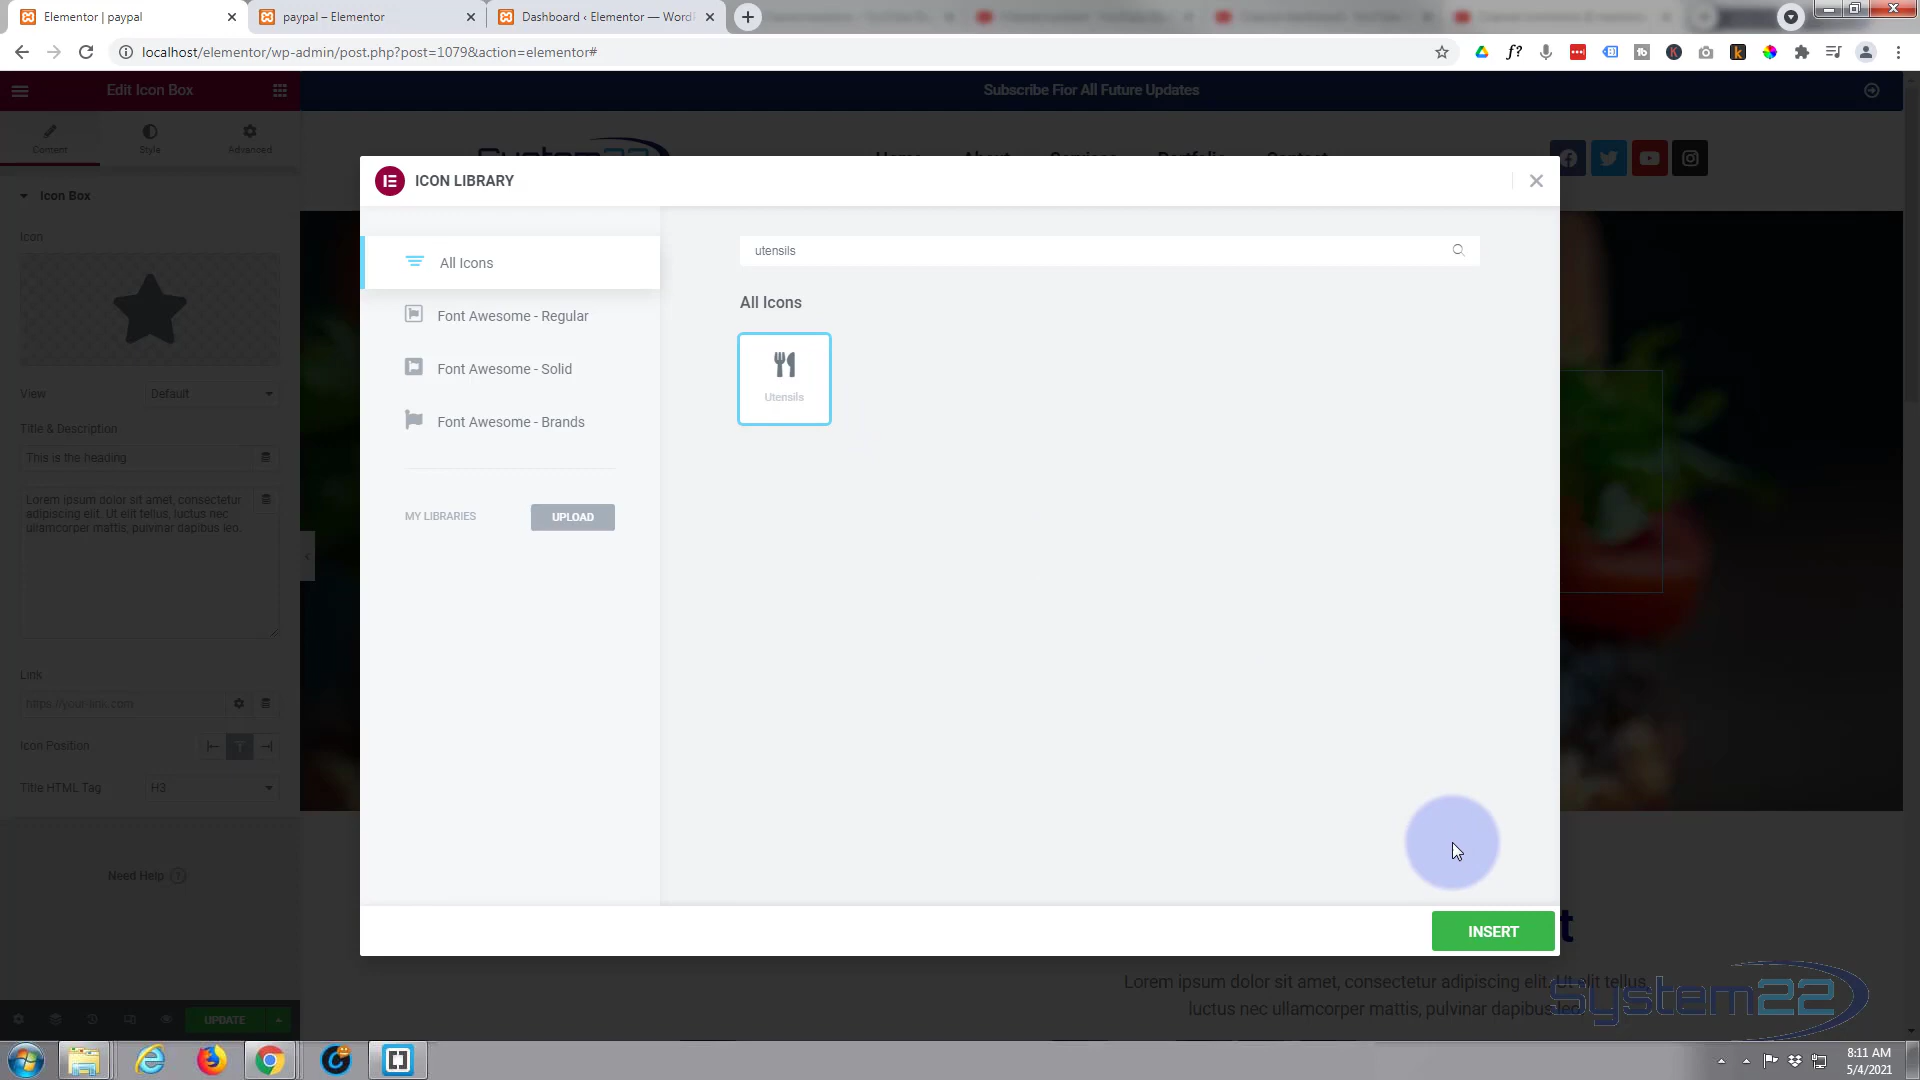 Elementor | paypal
paypal – Elementor
Dashboard ‹ Elementor — Word
localhost/elementor/wp-admin/post.php?post=1079&action=elementor#
Edit Icon Box
Subscribe Fior All Future Updates
Content
Style
Advanced
System22
Home
About
Services
Portfolio
Contact
ICON LIBRARY
Icon Box
Icon
All Icons
utensils
Font Awesome - Regular
All Icons
Font Awesome - Solid
Utensils
Font Awesome - Brands
View
Default
Title & Description
This is the heading
Lorem ipsum dolor sit amet, consectetur
adipiscing elit. Ut elit tellus, luctus nec
ullamcorper mattis, pulvinar dapibus leo.
MY LIBRARIES
UPLOAD
Link
https://your-link.com
Icon Position
Title HTML Tag
H3
Need Help
INSERT
Lorem ipsum dolor sit amet, consectetur adipiscing elit. Ut elit tellus,
luctus nec ullamcorper mattis, pulvinar dapibus leo.
System22
UPDATE
8:11 AM
5/4/2021